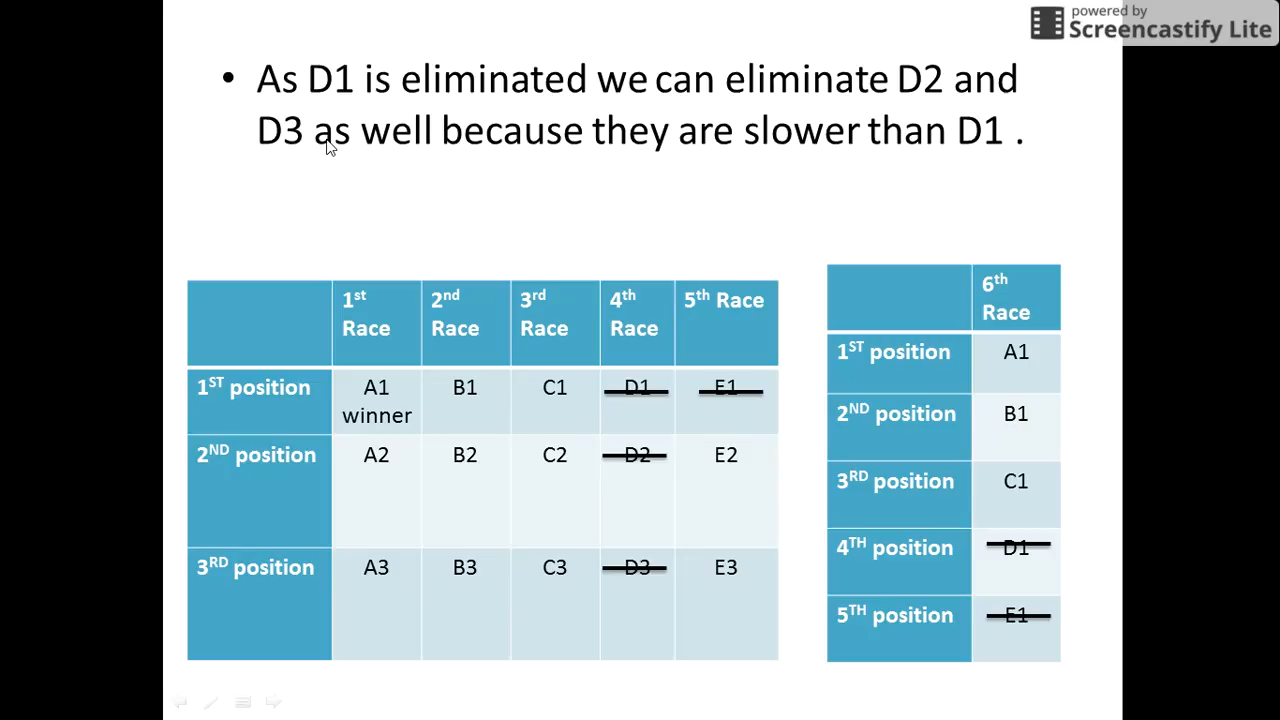 powered by
Screencastify Lite
• As D1 is eliminated we can eliminate D2 and
D3 as well because they are slower than D1 .
1st Race 2nd Race 3rd Race 4th Race 5th Race
1ST position A1 winner B1 C1 D1 E1
2ND position A2 B2 C2 D2 E2
3RD position A3 B3 C3 D3 E3
6th Race
1ST position A1
2ND position B1
3RD position C1
4TH position D1
5TH position E1